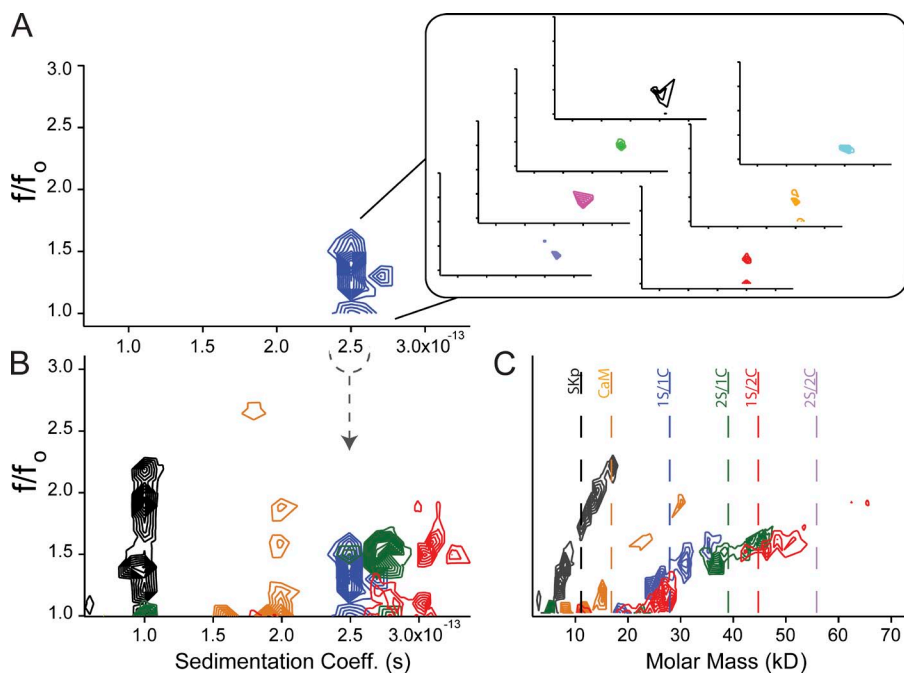 A
3.0
2.5
2.0
1.5
1.0
f/fo
1.0
1.5
2.0
2.5
3.0x10-13
B
3.0
2.5
2.0
1.5
1.0
f/fo
1.0
1.5
2.0
2.5
3.0x10-13
Sedimentation Coeff. (s)
C
SKp
CaM
1S/1C
2S/1C
1S/2C
2S/2C
10
20
30
40
50
60
70
Molar Mass (kD)